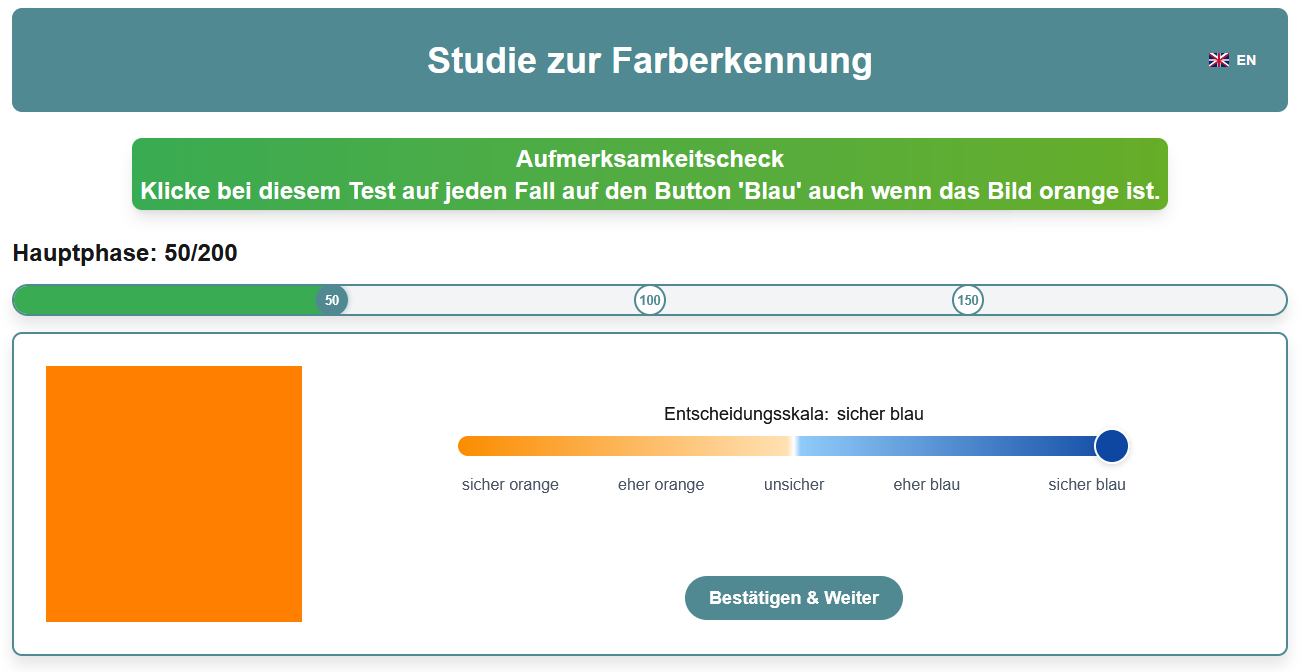 Studie zur Farberkennung
EN
Aufmerksamkeitscheck
Klicke bei diesem Test auf jeden Fall auf den Button 'Blau' auch wenn das Bild orange ist.
Hauptphase: 50/200
50 100 150
Entscheidungsskala: sicher blau
sicher orange eher orange unsicher eher blau sicher blau
Bestätigen & Weiter